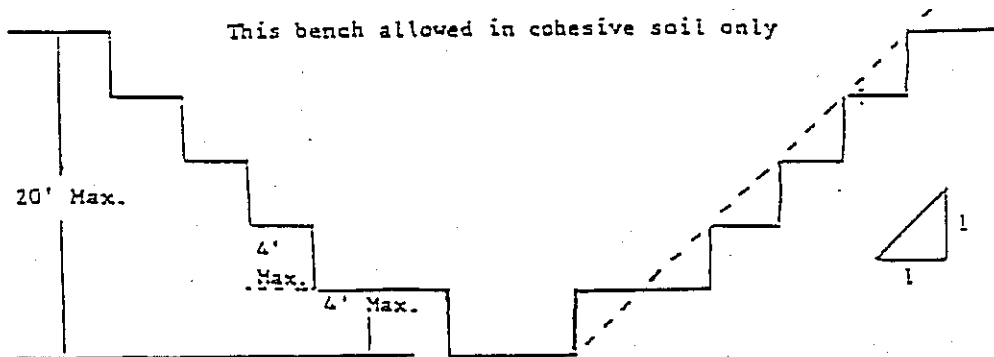 This bench allowed in cohesive soil only
20' Max.
4'
Max.
4' Max.
1
1